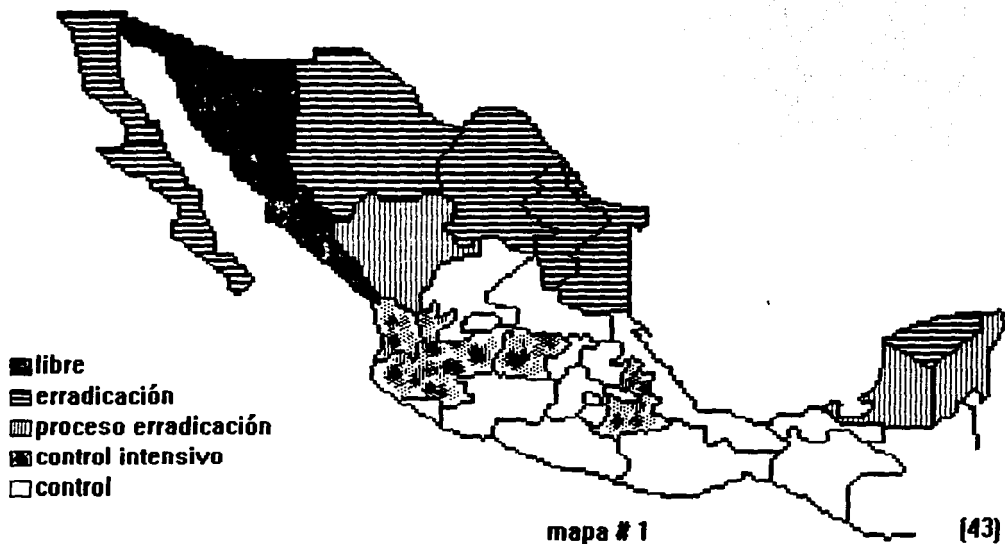 libre
erradicación
proceso erradicación
control intensivo
control
mapa # 1
(43)